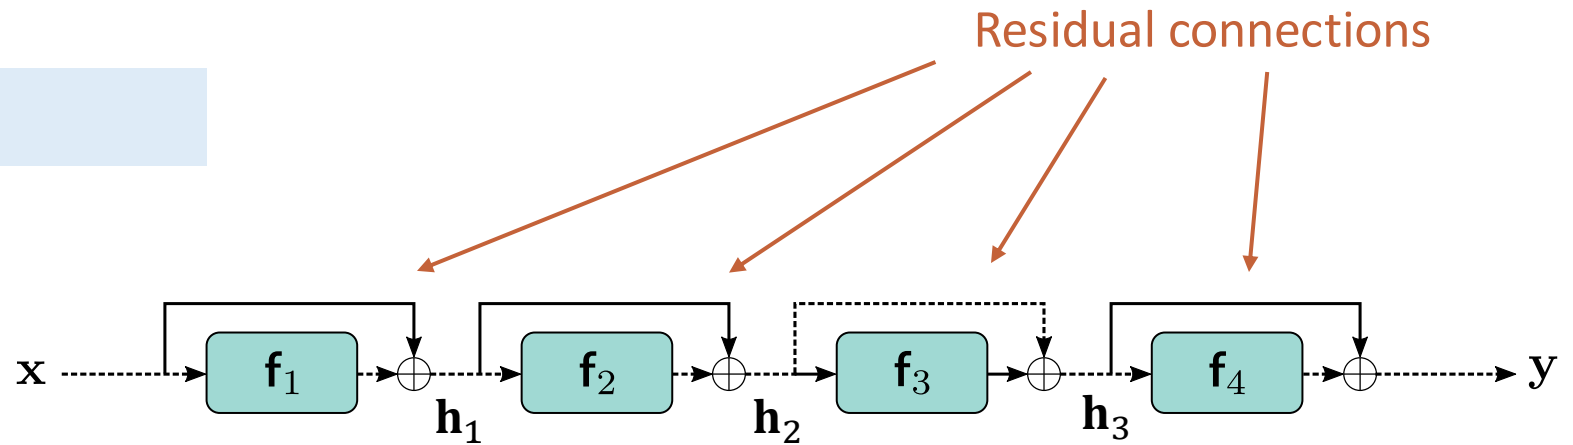 Residual connections
x f₁ f₂ f₃ f₄ y
h₁ h₂ h₃